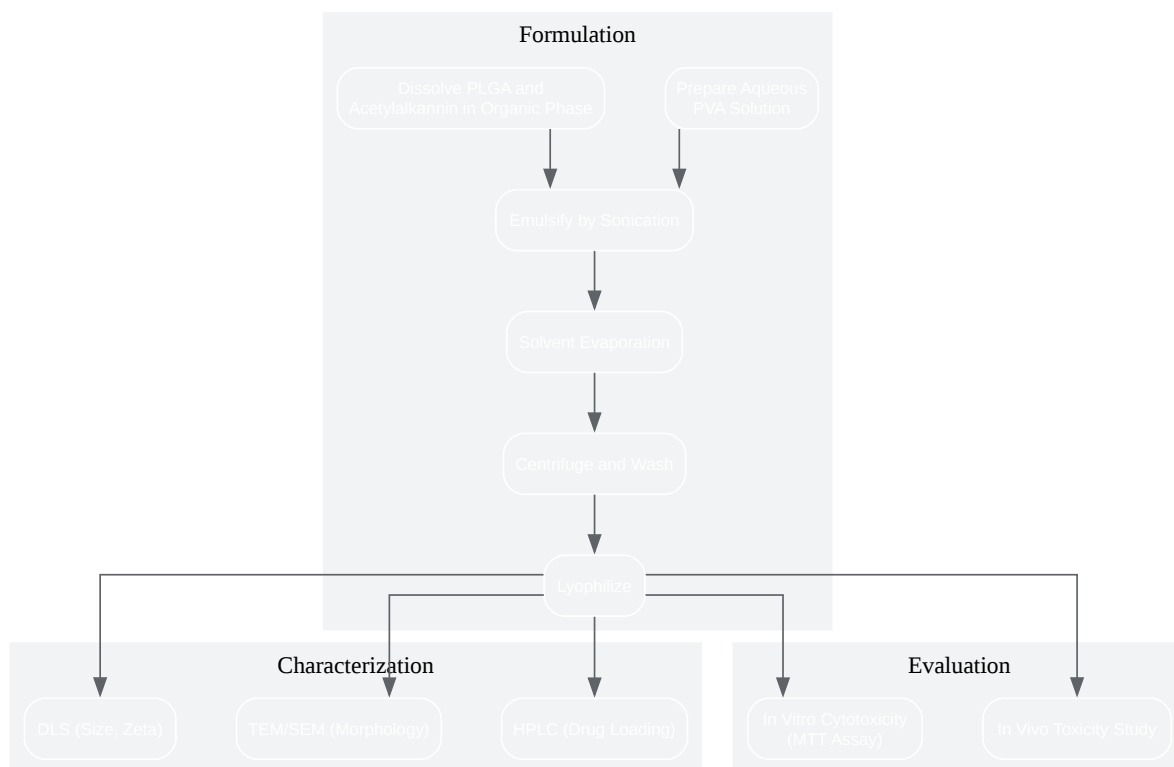 Formulation
Dissolve PLGA and
Acetylalkannin in Organic Phase
Prepare Aqueous
PVA Solution
Emulsify by Sonication
Solvent Evaporation
Centrifuge and Wash
Lyophilize
Characterization
DLS (Size, Zeta)
TEM/SEM (Morphology)
HPLC (Drug Loading)
Evaluation
In Vitro Cytotoxicity
(MTT Assay)
In Vivo Toxicity Study